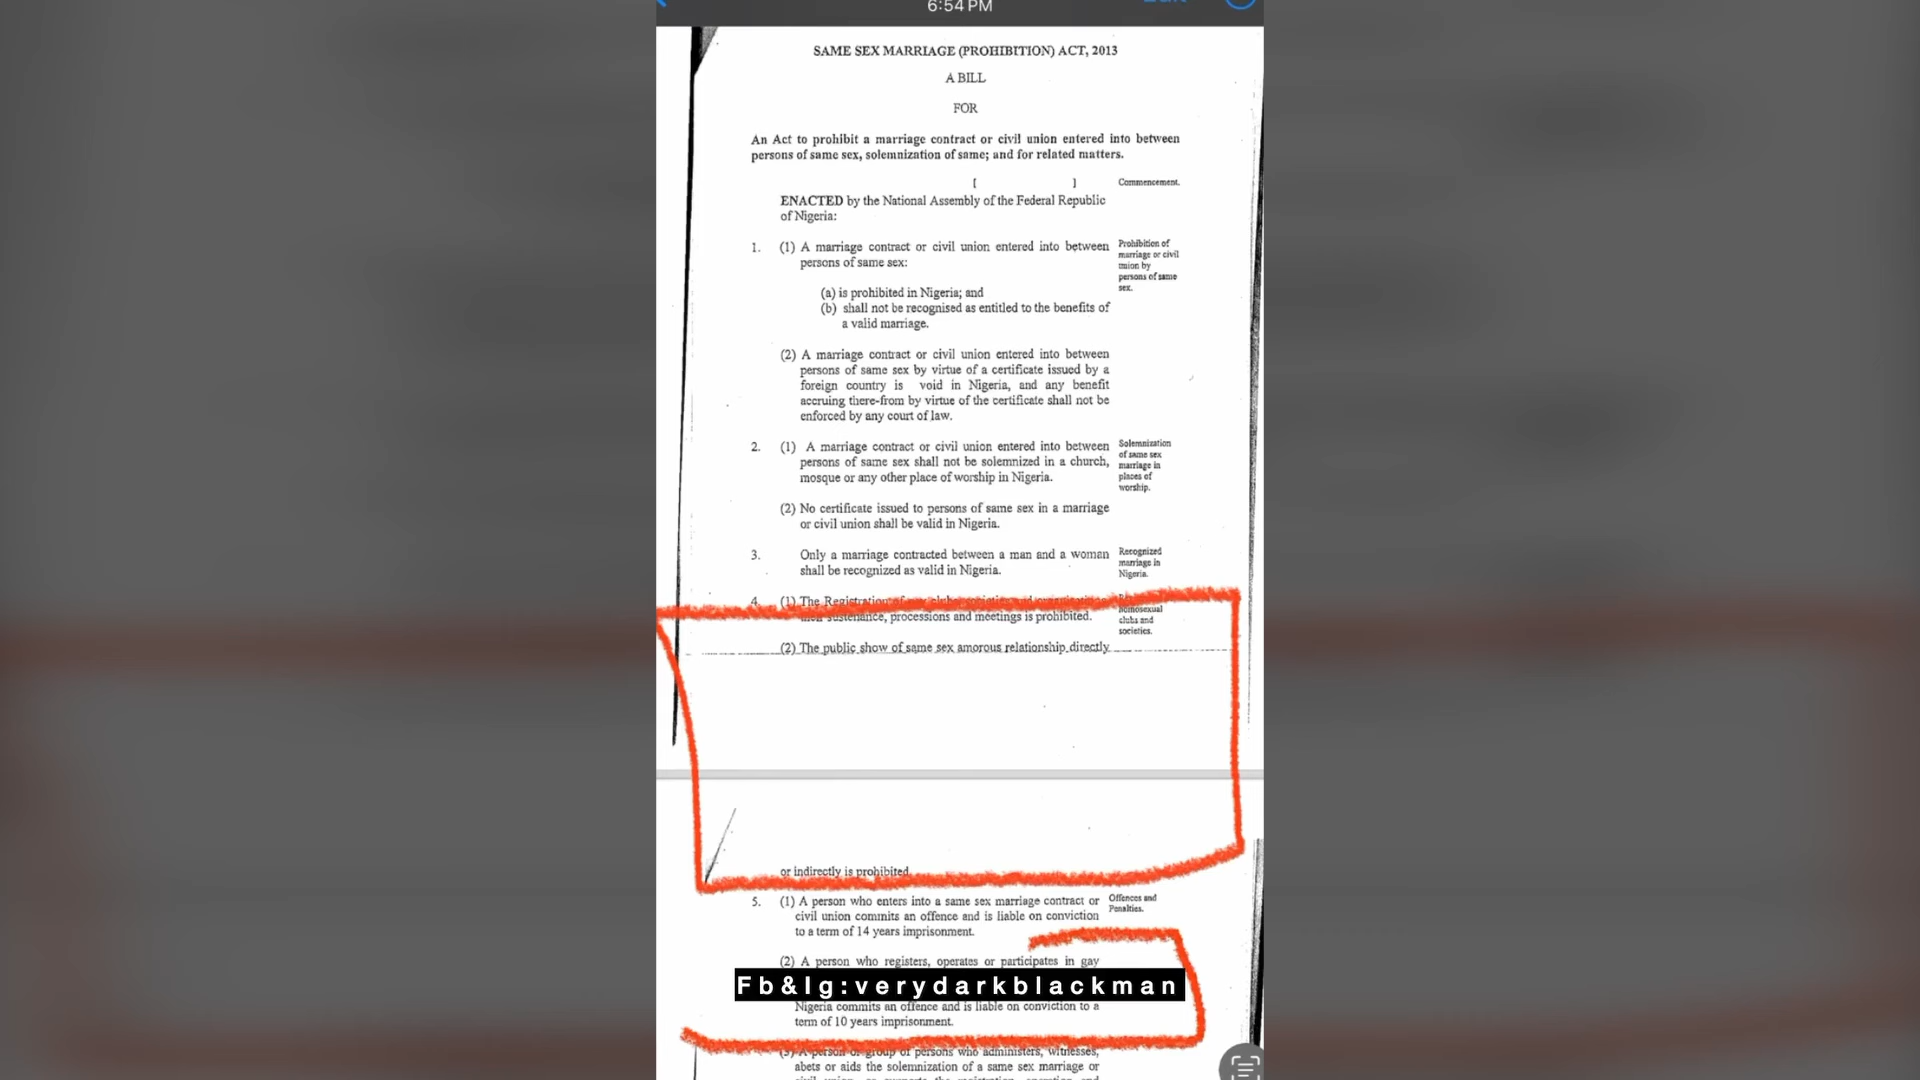 6:54 PM
SAME SEX MARRIAGE (PROHIBITION) ACT, 2013
A BILL
FOR
An Act to prohibit a marriage contract or civil union entered into between
persons of same sex, solemnization of same; and for related matters.
[ ] Commencement.
ENACTED by the National Assembly of the Federal Republic
of Nigeria:
1. (1) A marriage contract or civil union entered into between
persons of same sex:
Prohibition of
marriage or civil
union by
persons of same
sex.
(a) is prohibited in Nigeria; and
(b) shall not be recognised as entitled to the benefits of
a valid marriage.
(2) A marriage contract or civil union entered into between
persons of same sex by virtue of a certificate issued by a
foreign country is void in Nigeria, and any benefit
accruing there-from by virtue of the certificate shall not be
enforced by any court of law.
2. (1) A marriage contract or civil union entered into between
persons of same sex shall not be solemnized in a church,
mosque or any other place of worship in Nigeria.
Solemnization
of same sex
marriage in
places of
worship.
(2) No certificate issued to persons of same sex in a marriage
or civil union shall be valid in Nigeria.
3. Only a marriage contracted between a man and a woman
shall be recognized as valid in Nigeria.
Recognized
marriage in
Nigeria.
4. (1) The Registration of
sustenance, processions and meetings is prohibited.
homosexual
clubs and
societies.
(2) The public show of same sex amorous relationship directly
or indirectly is prohibited.
5. (1) A person who enters into a same sex marriage contract or
civil union commits an offence and is liable on conviction
to a term of 14 years imprisonment.
Offences and
Penalties.
(2) A person who registers, operates or participates in gay
Fb&Ig:verydarkblackman
Nigeria commits an offence and is liable on conviction to a
term of 10 years imprisonment.
(3) A person or group of persons who administers, witnesses,
abets or aids the solemnization of a same sex marriage or